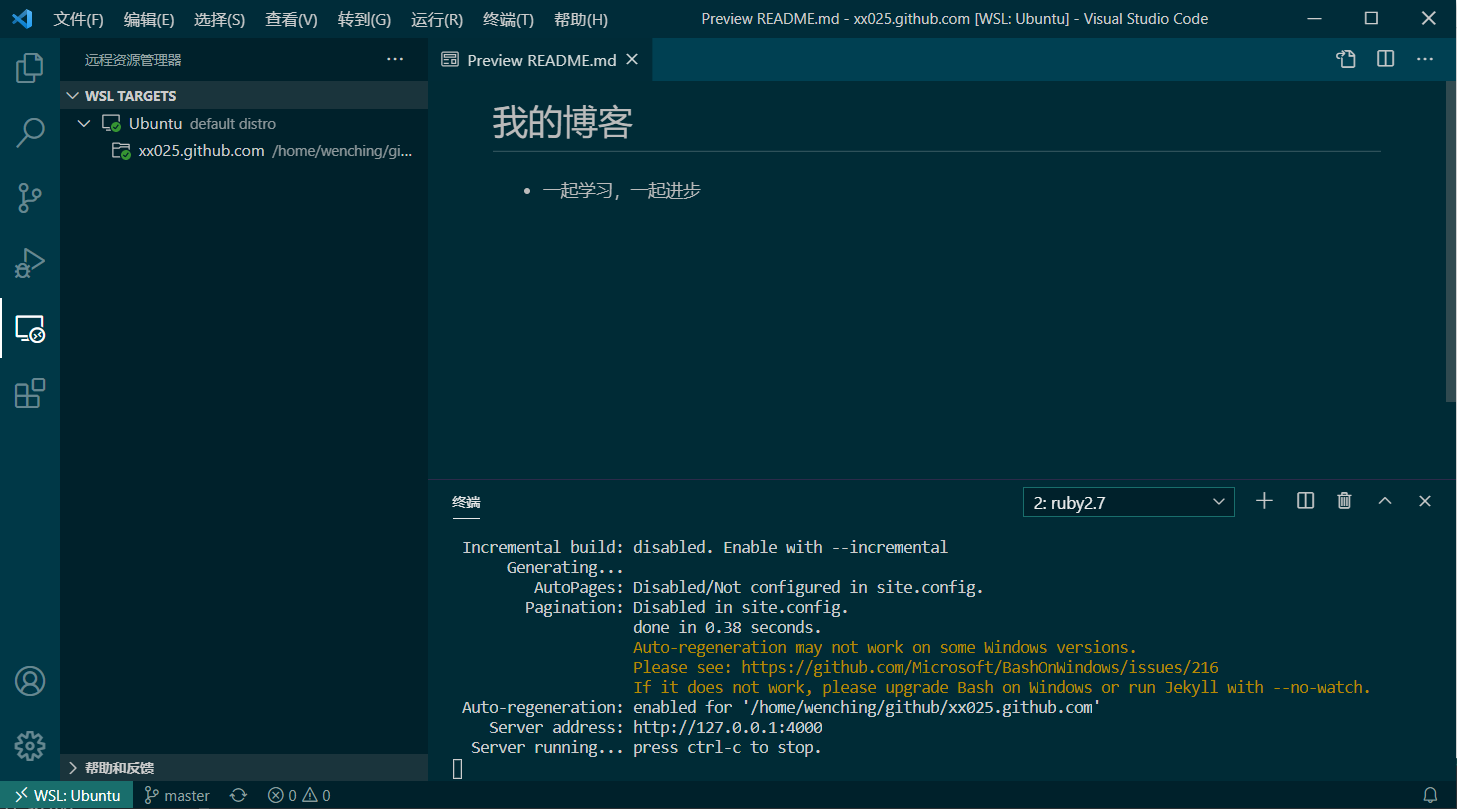 文件(F) 编辑(E) 选择(S) 查看(V) 转到(G) 运行(R) 终端(T) 帮助(H) Preview README.md - xx025.github.com [WSL: Ubuntu] - Visual Studio Code
远程资源管理器
Preview README.md
WSL TARGETS
Ubuntu default distro
xx025.github.com /home/wenching/gi...
我的博客
一起学习，一起进步
终端
2: ruby2.7
Incremental build: disabled. Enable with --incremental
Generating...
AutoPages: Disabled/Not configured in site.config.
Pagination: Disabled in site.config.
done in 0.38 seconds.
Auto-regeneration may not work on some Windows versions.
Please see: https://github.com/Microsoft/BashOnWindows/issues/216
If it does not work, please upgrade Bash on Windows or run Jekyll with --no-watch.
Auto-regeneration: enabled for '/home/wenching/github/xx025.github.com'
Server address: http://127.0.0.1:4000
Server running... press ctrl-c to stop.
帮助和反馈
WSL: Ubuntu master 0 0